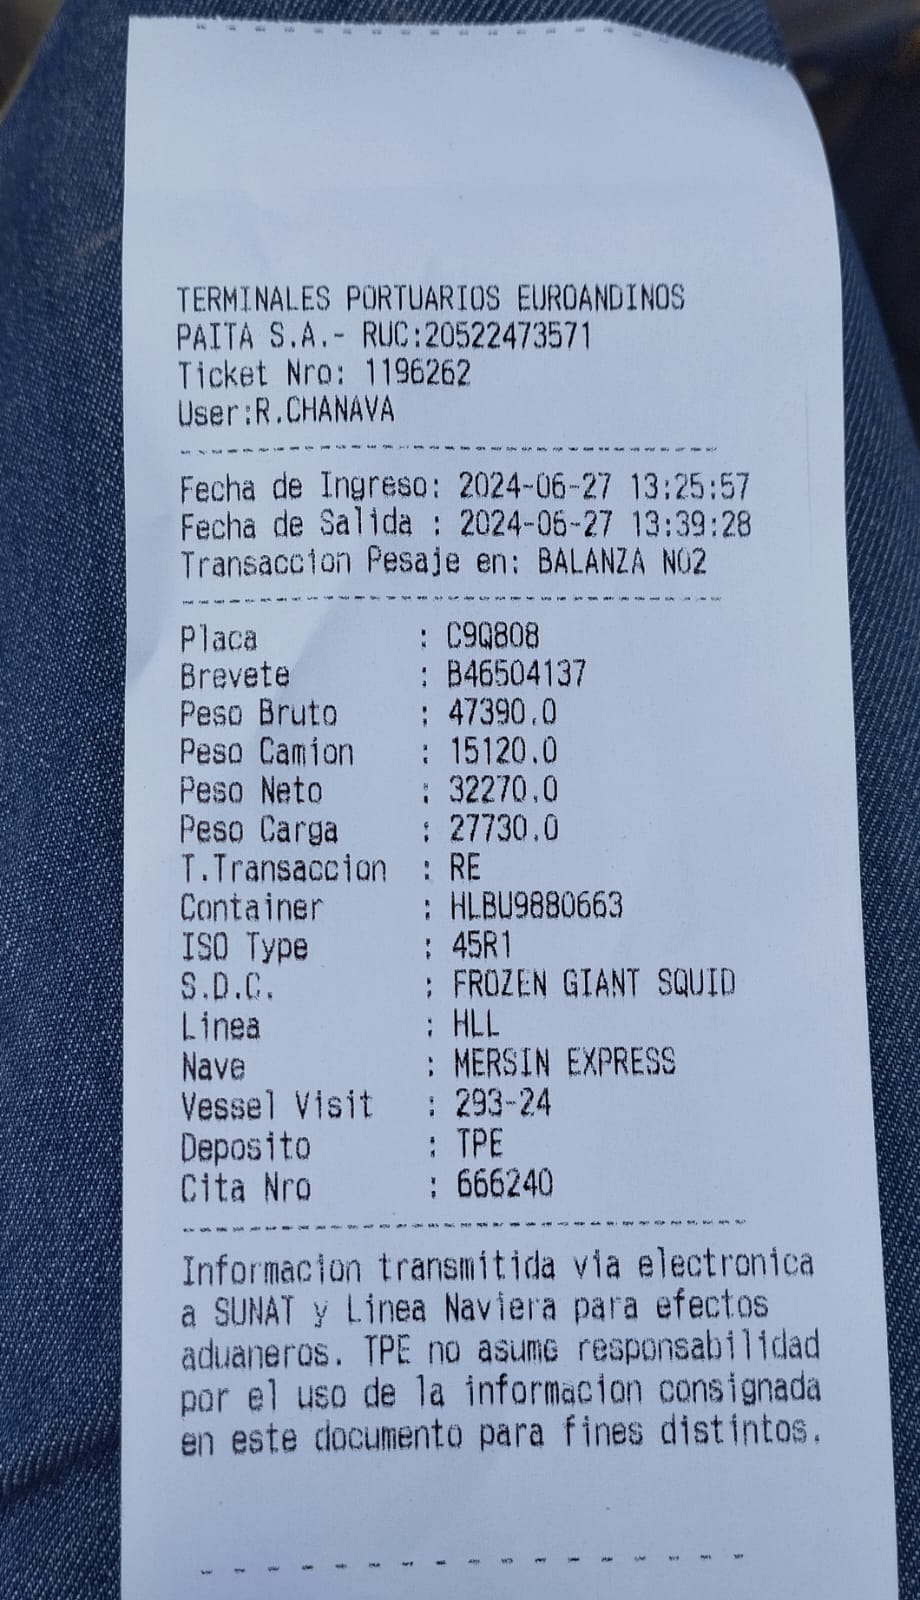 TERMINALES PORTUARIOS EUROANDINOS
PAITA S.A.- RUC:20522473571
Ticket Nro: 1196262
User:R.CHANAVA
Fecha de Ingreso: 2024-06-27 13:25:57
Fecha de Salida : 2024-06-27 13:39:28
Transaccion Pesaje en: BALANZA NO2
Placa : C9Q808
Brevete : B46504137
Peso Bruto : 47390.0
Peso Camion : 15120.0
Peso Neto : 32270.0
Peso Carga : 27730.0
T.Transaccion : RE
Container : HLBU9880663
ISO Type : 45R1
S.D.C. : FROZEN GIANT SQUID
Linea : HLL
Nave : MERSIN EXPRESS
Vessel Visit : 293-24
Deposito : TPE
Cita Nro : 666240
Informacion transmitida via electronica
a SUNAT y Linea Naviera para efectos
aduaneros. TPE no asume responsabilidad
por el uso de la informacion consignada
en este documento para fines distintos.